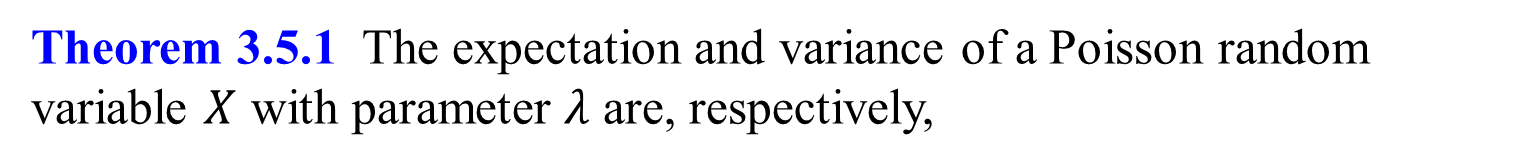 Theorem 3.5.1 The expectation and variance of a Poisson random
variable X with parameter λ are, respectively,